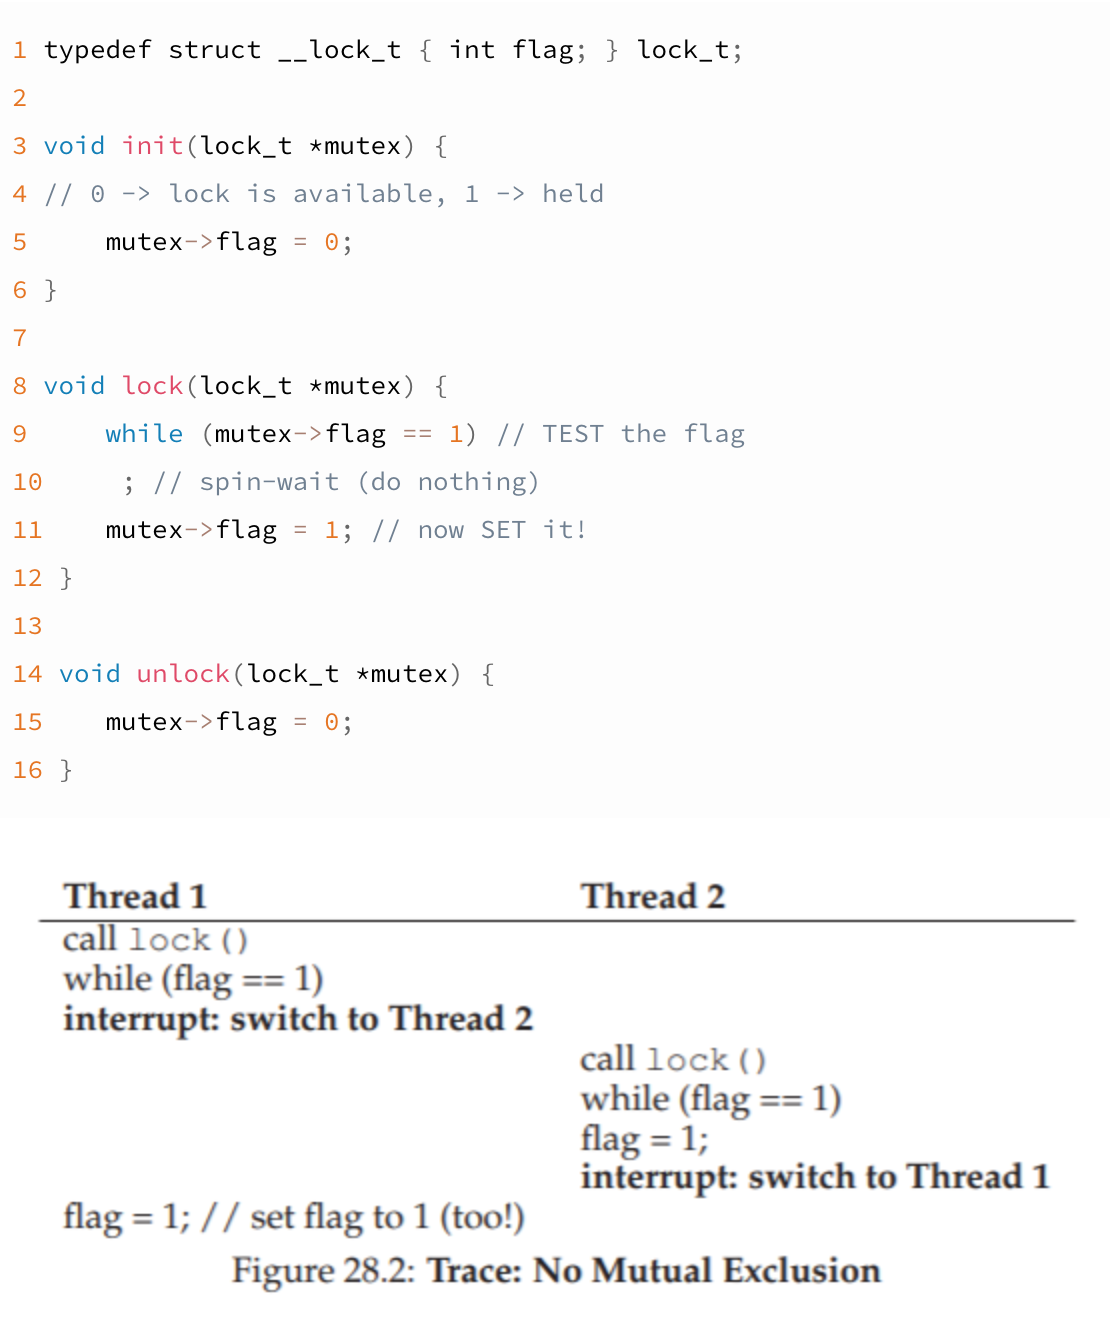 1 typedef struct __lock_t { int flag; } lock_t;
2
3 void init(lock_t *mutex) {
4 // 0 -> lock is available, 1 -> held
5     mutex->flag = 0;
6 }
7
8 void lock(lock_t *mutex) {
9     while (mutex->flag == 1) // TEST the flag
10     ; // spin-wait (do nothing)
11    mutex->flag = 1; // now SET it!
12 }
13
14 void unlock(lock_t *mutex) {
15    mutex->flag = 0;
16 }
Thread 1 Thread 2
call lock()
while (flag == 1)
interrupt: switch to Thread 2
call lock()
while (flag == 1)
flag = 1;
interrupt: switch to Thread 1
flag = 1; // set flag to 1 (too!)
Figure 28.2: Trace: No Mutual Exclusion